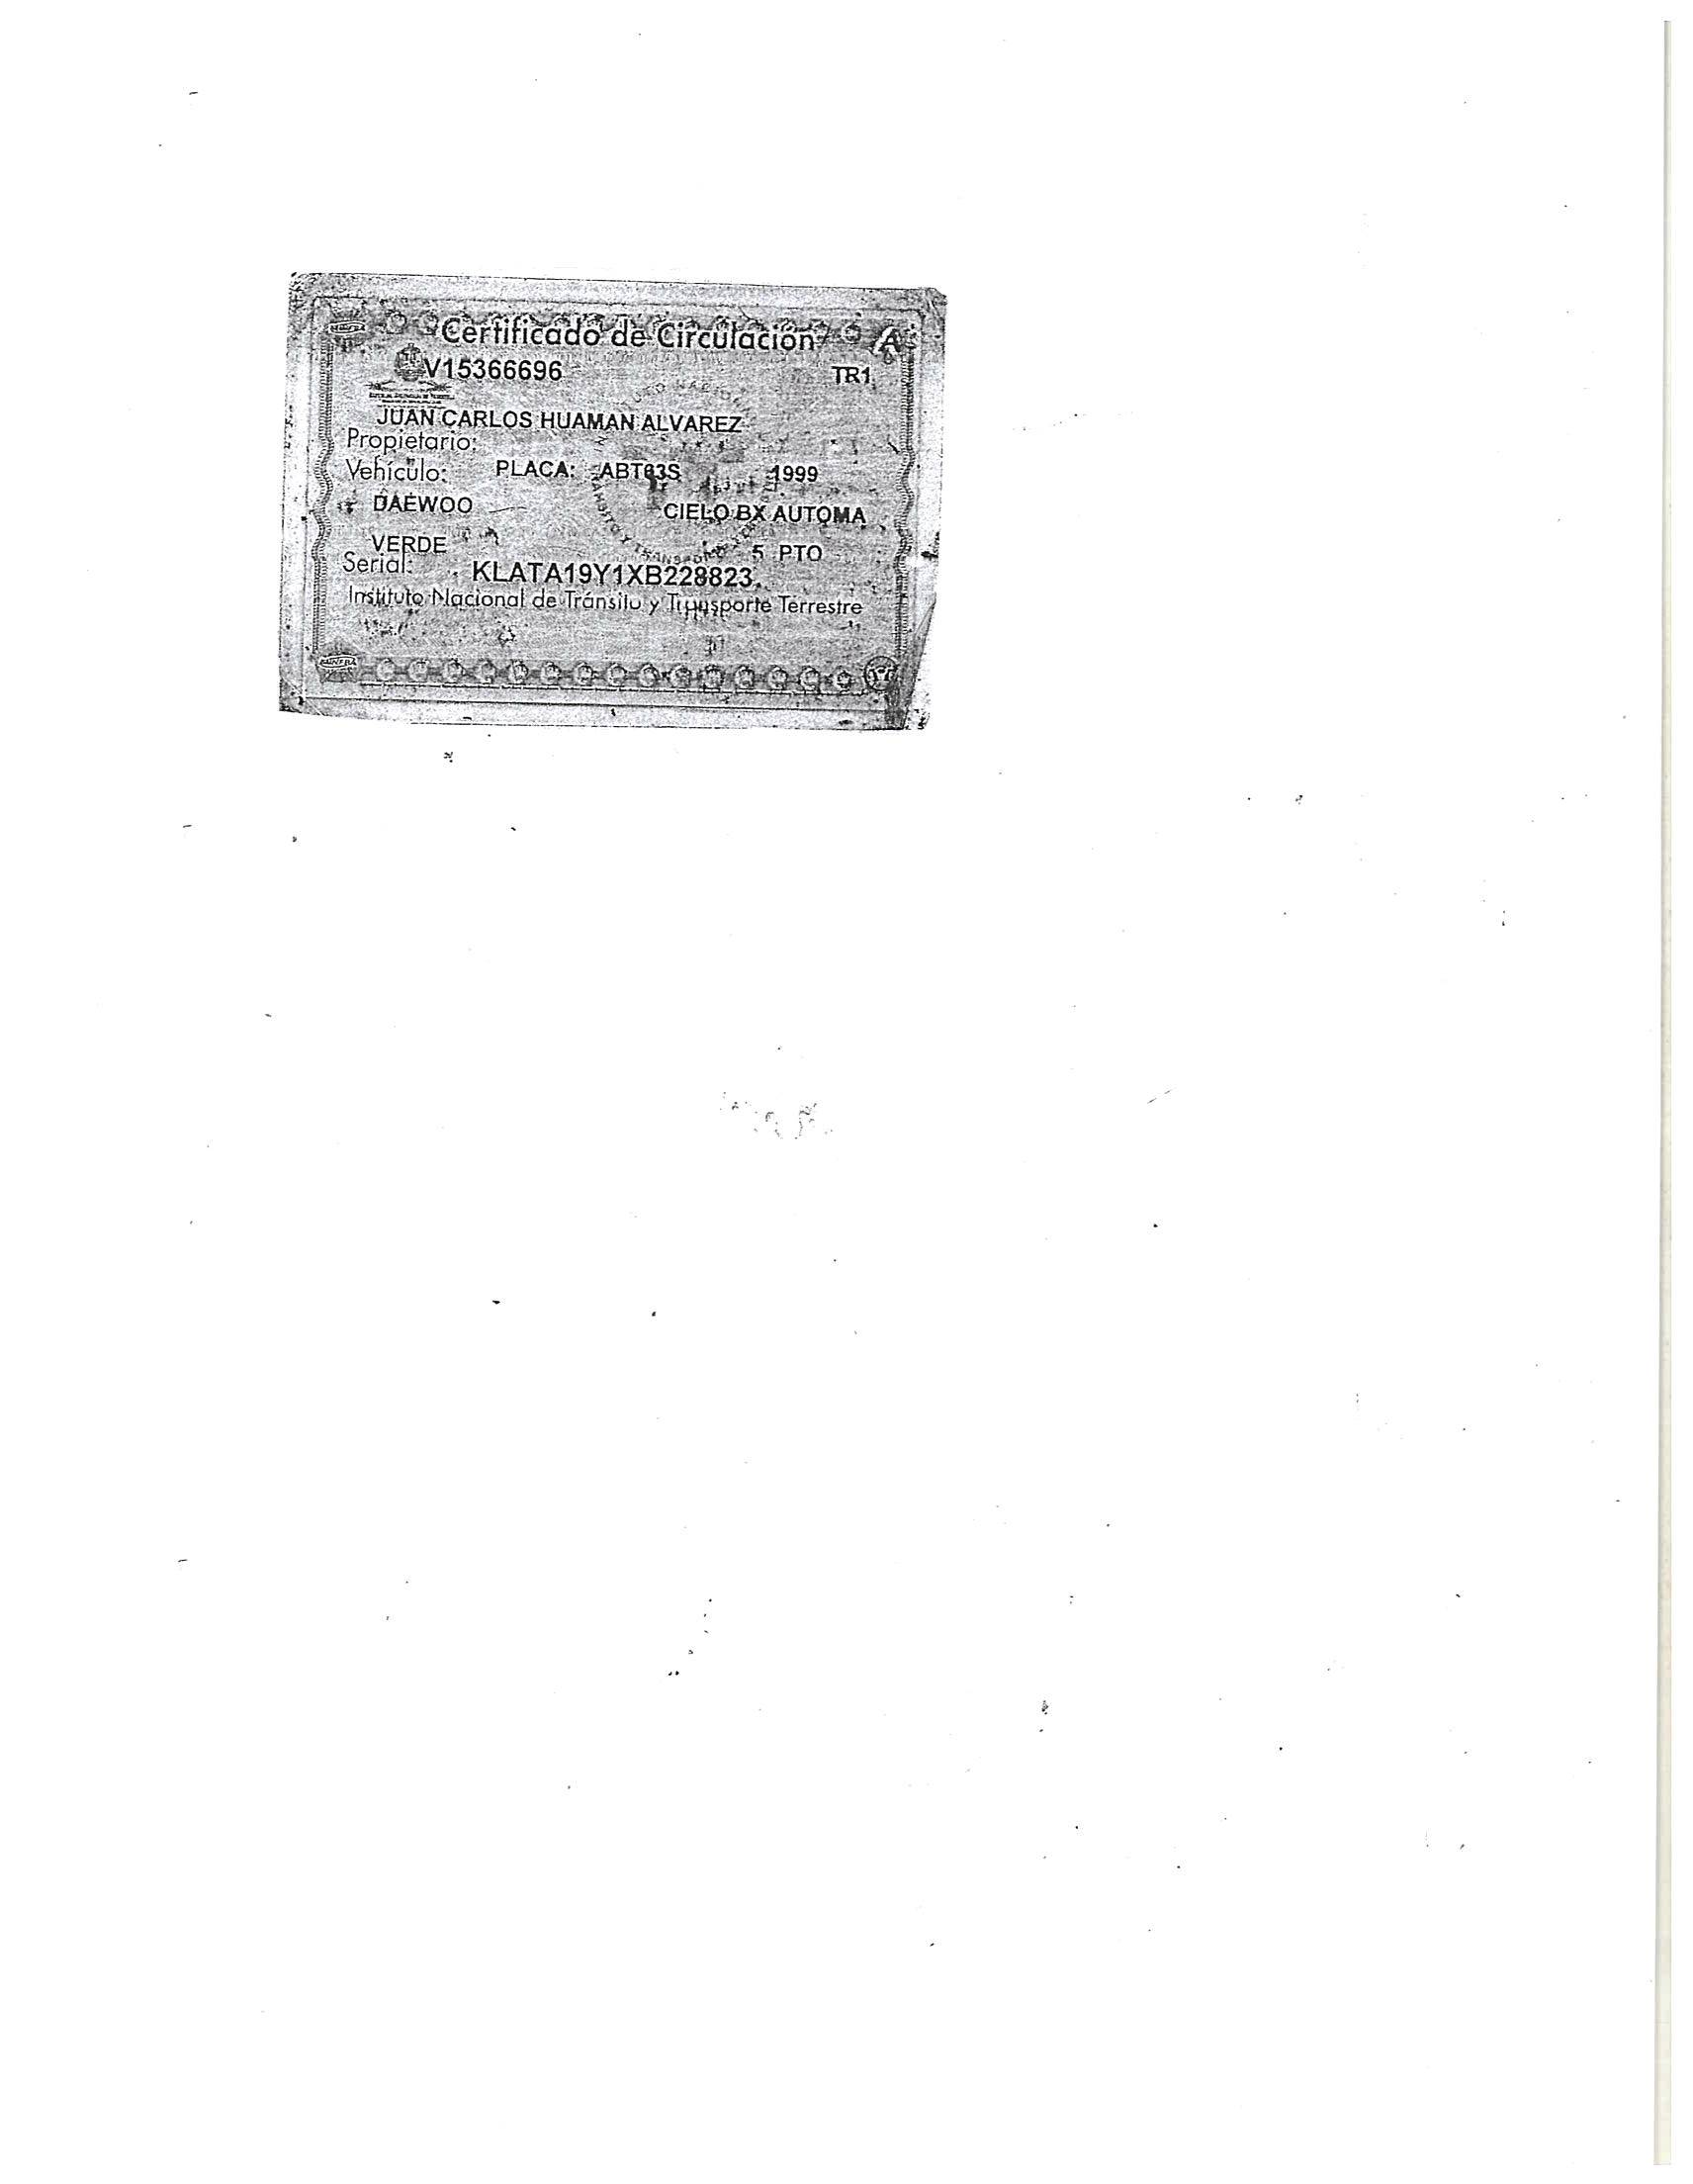 Certificado de Circulación
V15366696 TR1
JUAN CARLOS HUAMAN ALVAREZ
Propietario:
Vehículo: PLACA: 1999
DAEWOO CIELO BX AUTOMA
VERDE 5 PTO
Serial: KLATA19Y1XB228823
Instituto Nacional de Tránsito y Transporte Terrestre